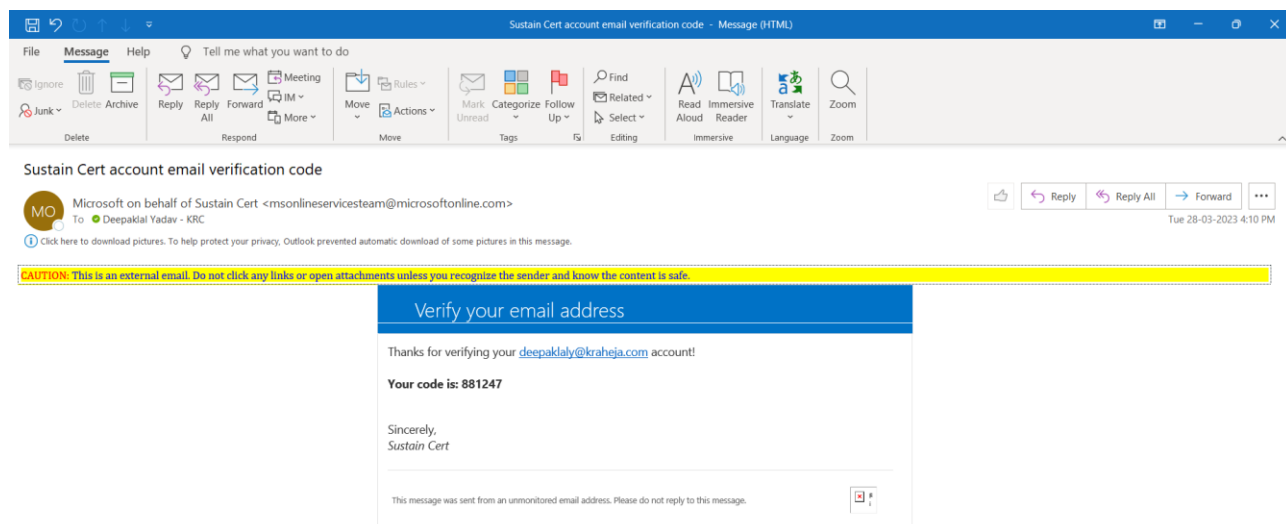 Sustain Cert account email verification code - Message (HTML)
File Message Help Tell me what you want to do
Ignore
Junk
Delete Archive
Reply Reply All Forward
Meeting
IM
More
Move
Rules
Actions
Mark Unread
Categorize
Follow Up
Find
Related
Select
Read Aloud
Immersive Reader
Translate
Zoom
Delete Respond Move Tags Editing Immersive Language Zoom
Sustain Cert account email verification code
MO
Microsoft on behalf of Sustain Cert <msonlineservicesteam@microsoftonline.com>
To Deepaklal Yadav - KRC
Reply Reply All Forward
Tue 28-03-2023 4:10 PM
Click here to download pictures. To help protect your privacy, Outlook prevented automatic download of some pictures in this message.
CAUTION: This is an external email. Do not click any links or open attachments unless you recognize the sender and know the content is safe.
Verify your email address
Thanks for verifying your deepaklaly@kraheja.com account!
Your code is: 881247
Sincerely,
Sustain Cert
This message was sent from an unmonitored email address. Please do not reply to this message.